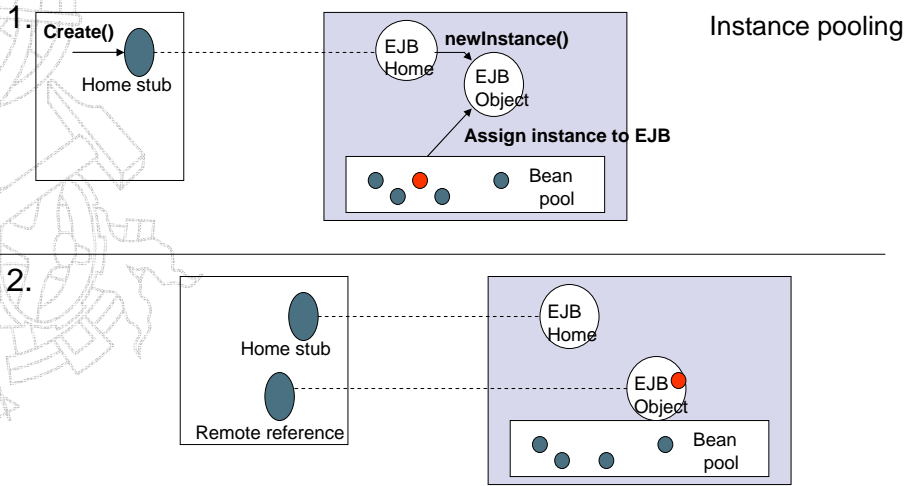 Instance pooling
1.
Create()
Home stub
EJB
Home
newInstance()
EJB
Object
Assign instance to EJB
Bean
pool
2.
Home stub
Remote reference
EJB
Home
EJB
Object
Bean
pool